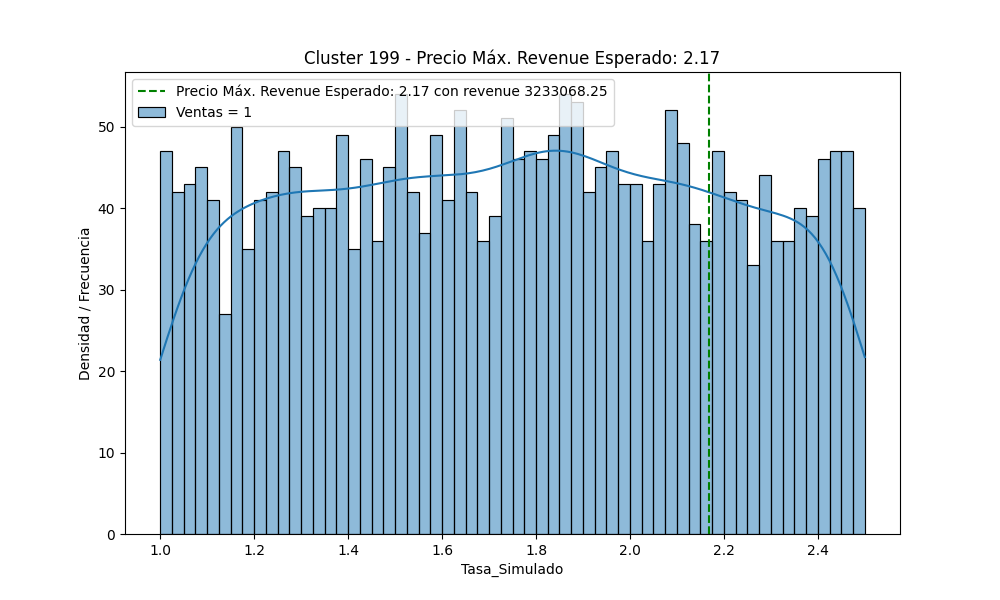 Cluster 199 - Precio Máx. Revenue Esperado: 2.17
Precio Máx. Revenue Esperado: 2.17 con revenue 3233068.25
Ventas = 1
Densidad / Frecuencia
50
40
30
20
10
0
1.0 1.2 1.4 1.6 1.8 2.0 2.2 2.4
Tasa_Simulado